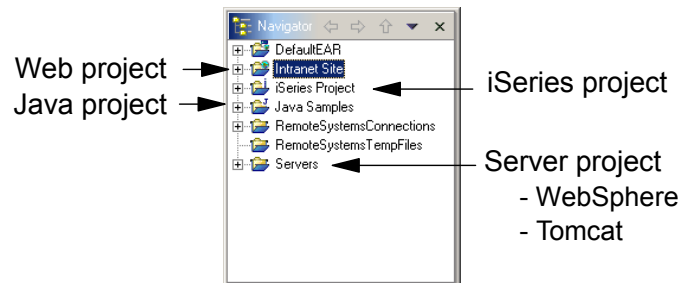 Navigator
DefaultEAR
Web project
Intranet Site
iSeries Project
iSeries project
Java project
Java Samples
RemoteSystemsConnections
RemoteSystemsTempFiles
Servers
Server project
- WebSphere
- Tomcat